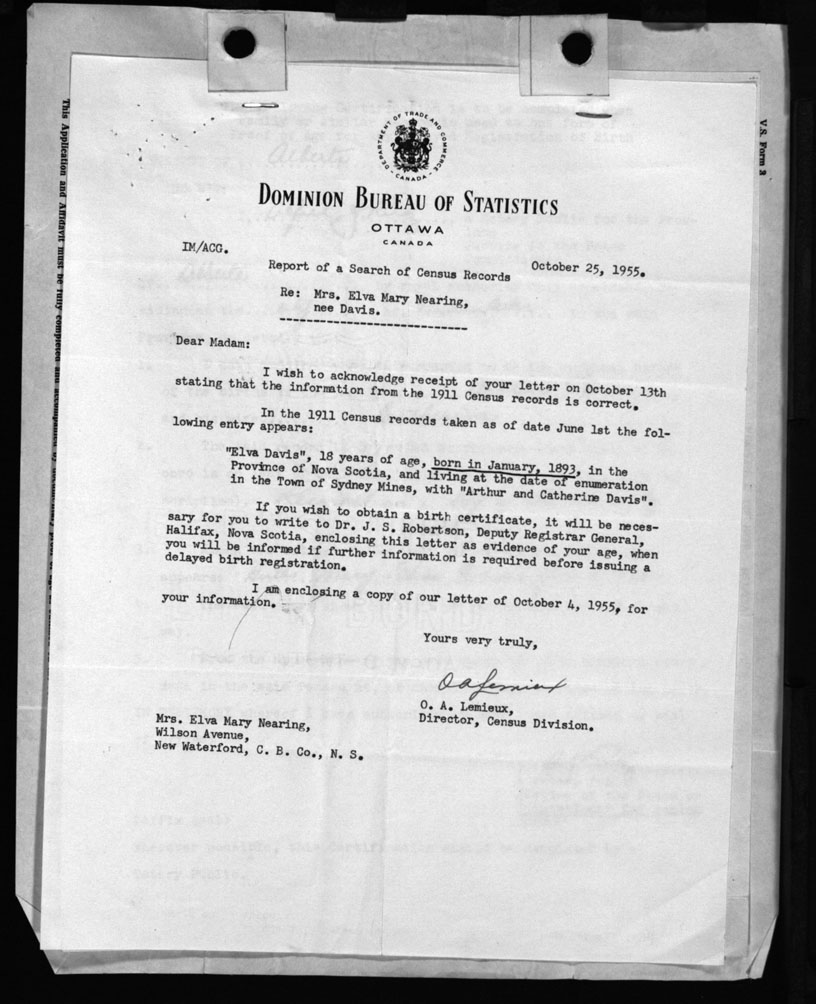 DEPARTMENT OF TRADE AND COMMERCE
CANADA
DOMINION BUREAU OF STATISTICS
OTTAWA
CANADA
IM/ACG.
October 25, 1955.
Report of a Search of Census Records
Re: Mrs. Elva Mary Nearing,
nee Davis.
Dear Madam:
I wish to acknowledge receipt of your letter on October 13th
stating that the information from the 1911 Census records is correct.
In the 1911 Census records taken as of date June 1st the fol-
lowing entry appears:
"Elva Davis", 18 years of age, born in January, 1893, in the
Province of Nova Scotia, and living at the date of enumeration
in the Town of Sydney Mines, with "Arthur and Catherine Davis".
If you wish to obtain a birth certificate, it will be neces-
sary for you to write to Dr. J. S. Robertson, Deputy Registrar General,
Halifax, Nova Scotia, enclosing this letter as evidence of your age, when
you will be informed if further information is required before issuing a
delayed birth registration.
I am enclosing a copy of our letter of October 4, 1955, for
your information.
Yours very truly,
O A Lemieux
O. A. Lemieux,
Director, Census Division.
Mrs. Elva Mary Nearing,
Wilson Avenue,
New Waterford, C. B. Co., N. S.
This Application and Affidavit must be fully completed and accompanied by
V.S. Form 3